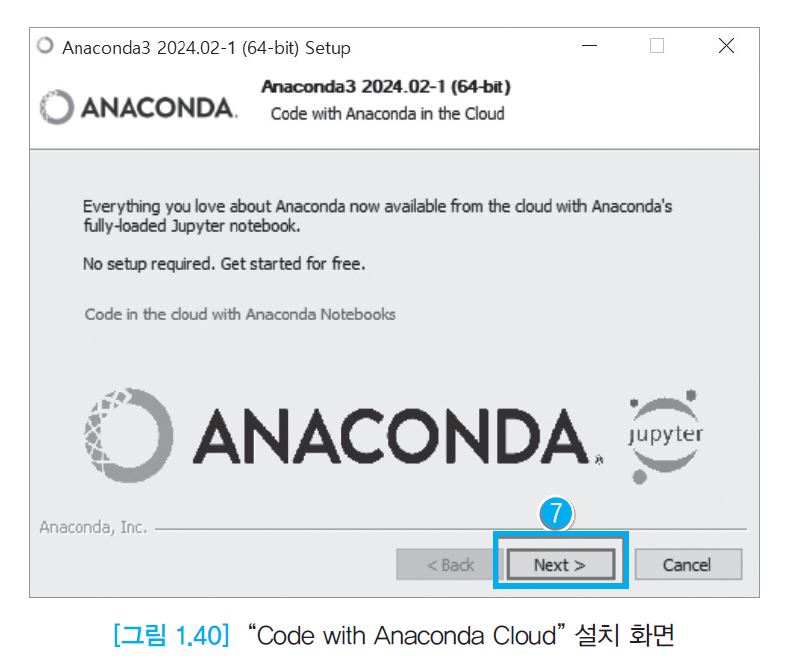 Anaconda3 2024.02-1 (64-bit) Setup
ANACONDA.
Anaconda3 2024.02-1 (64-bit)
Code with Anaconda in the Cloud
Everything you love about Anaconda now available from the cloud with Anaconda's
fully-loaded Jupyter notebook.
No setup required. Get started for free.
Code in the cloud with Anaconda Notebooks
ANACONDA.®
jupyter
7
Anaconda, Inc.
< Back
Next >
Cancel
[그림 1.40] “Code with Anaconda Cloud” 설치 화면